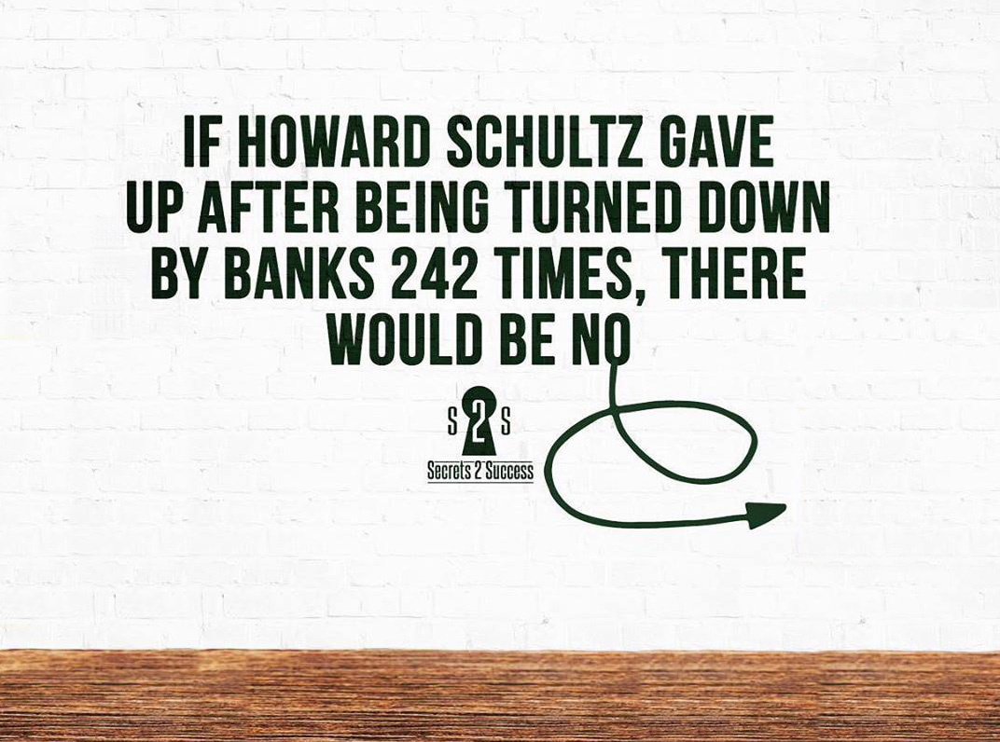 IF HOWARD SCHULTZ GAVE
UP AFTER BEING TURNED DOWN
BY BANKS 242 TIMES, THERE
WOULD BE NO
S 2 S
Secrets 2 Success